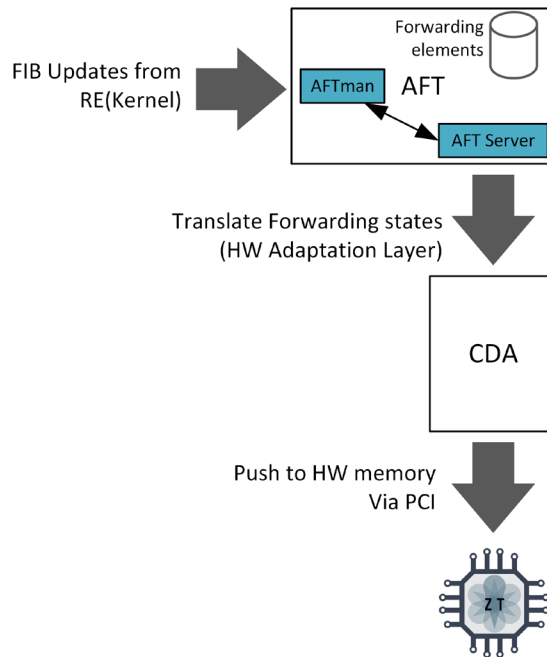 Forwarding
elements
FIB Updates from
RE(Kernel)
AFTman
AFT
AFT Server
Translate Forwarding states
(HW Adaptation Layer)
CDA
Push to HW memory
Via PCI
Z T